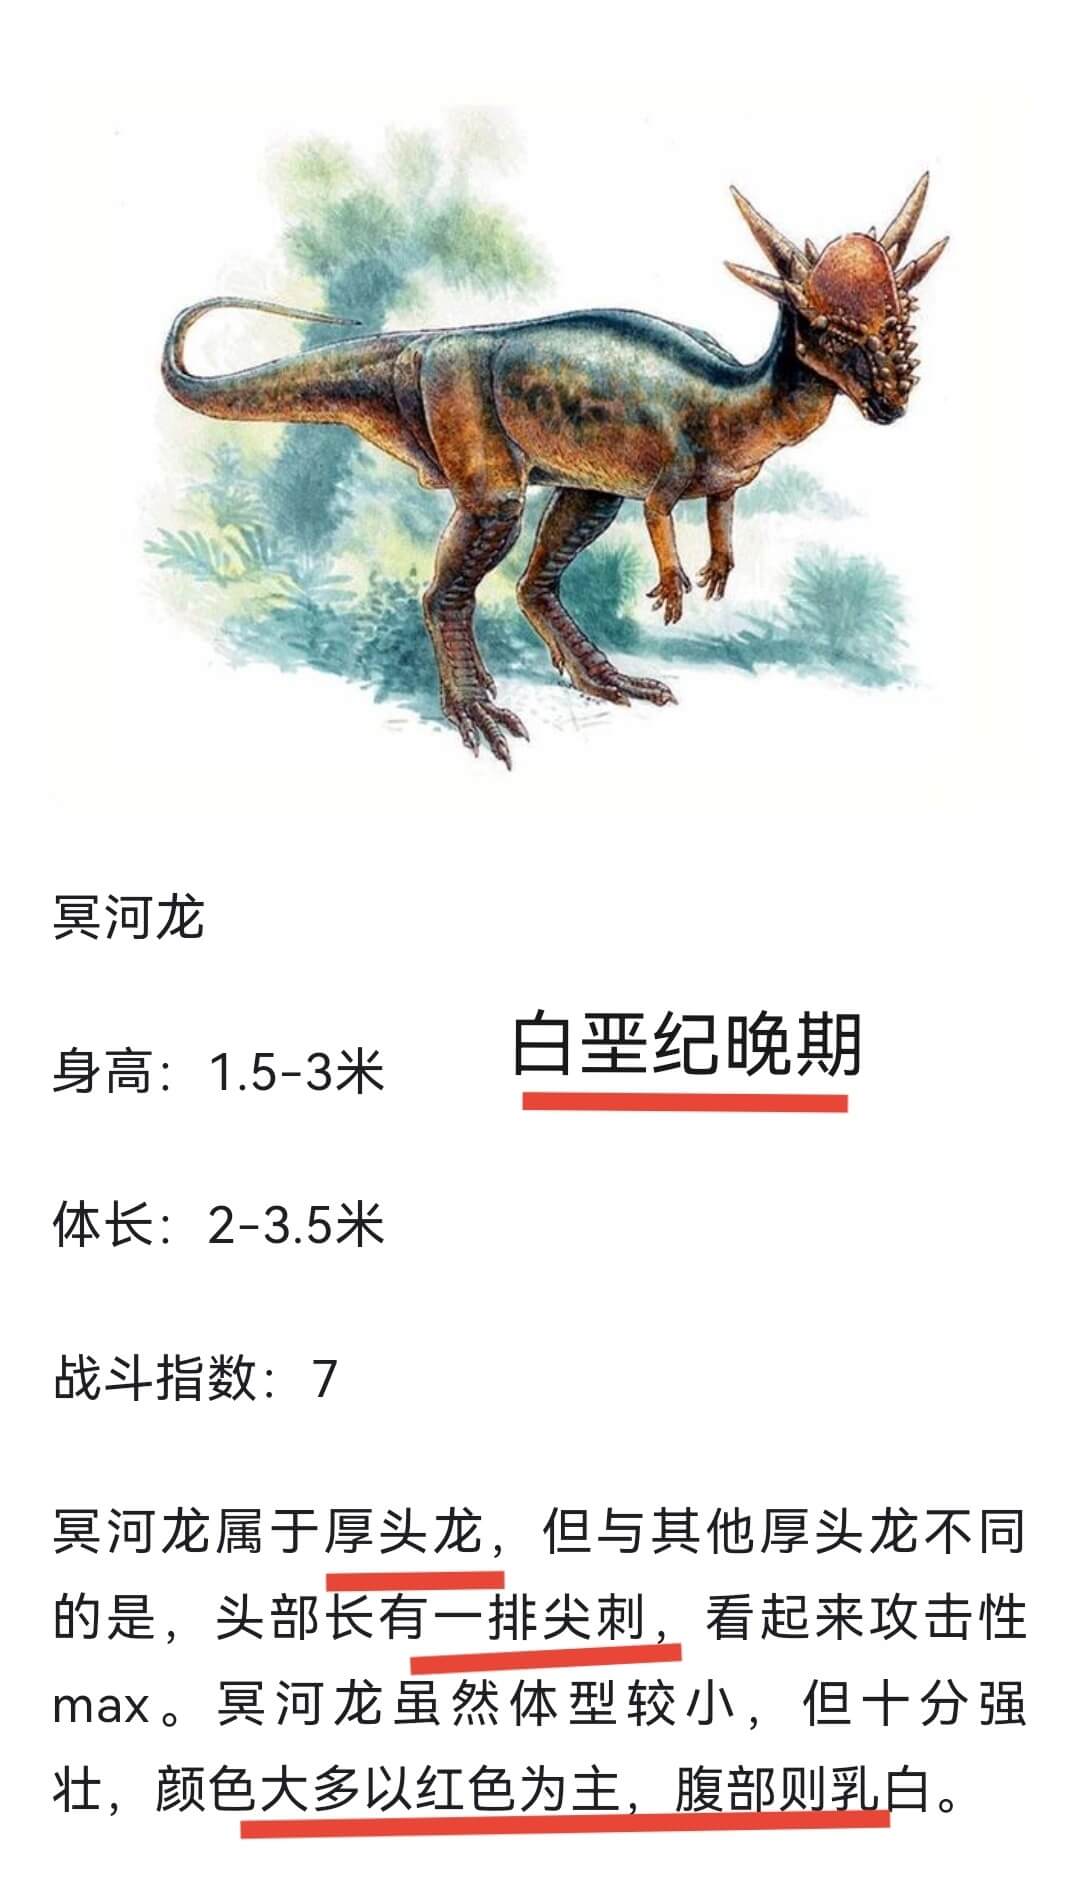 冥河龙
身高：1.5-3米
白垩纪晚期
体长：2-3.5米
战斗指数：7
冥河龙属于厚头龙，但与其他厚头龙不同
的是，头部长有一排尖刺，看起来攻击性
max。冥河龙虽然体型较小，但十分强
壮，颜色大多以红色为主，腹部则乳白。